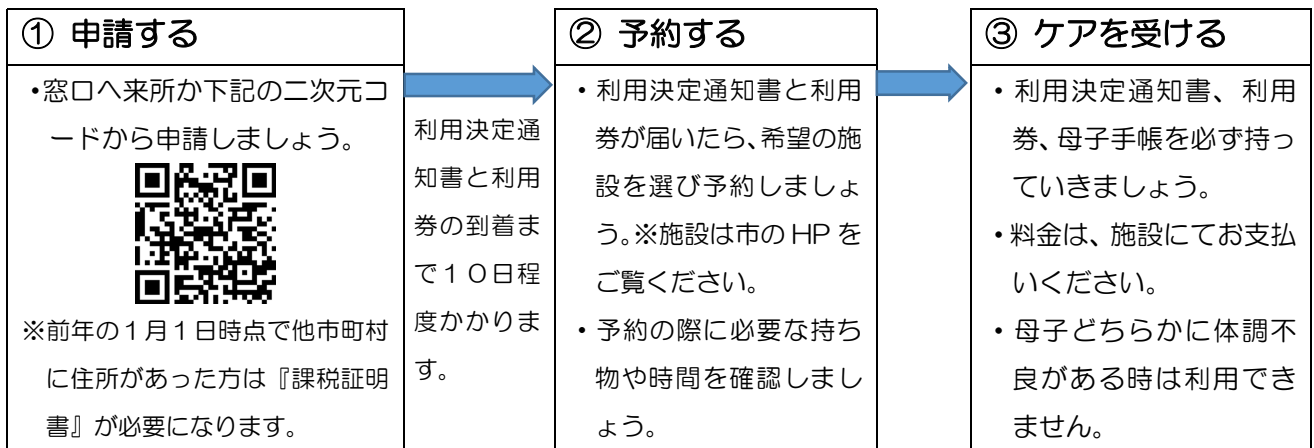 ① 申請する
・窓口へ来所か下記の二次元コ
ードから申請しましょう。
※前年の１月１日時点で他市町村
に住所があった方は『課税証明
書』が必要になります。
利用決定通
知書と利用
券の到着ま
で１０日程
度かかりま
す。
② 予約する
・利用決定通知書と利用
券が届いたら、希望の施
設を選び予約しましょ
う。※施設は市の HP を
ご覧ください。
・予約の際に必要な持ち
物や時間を確認しまし
ょう。
③ ケアを受ける
・利用決定通知書、利用
券、母子手帳を必ず持っ
ていきましょう。
・料金は、施設にてお支払
いください。
・母子どちらかに体調不
良がある時は利用でき
ません。